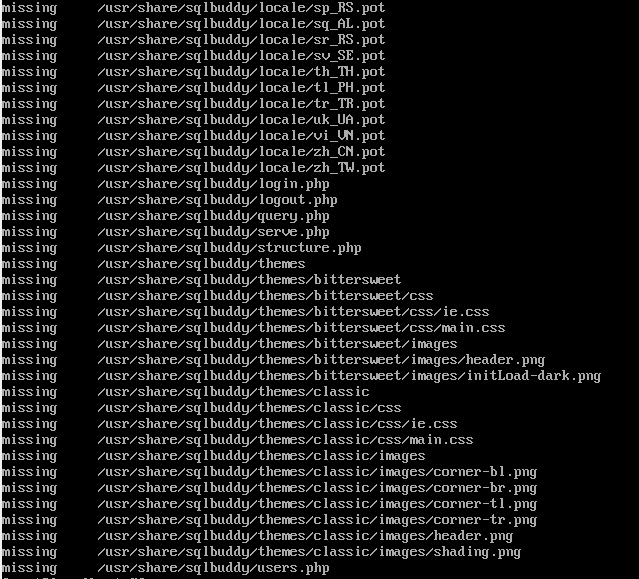 missing     /usr/share/sqlbuddy/locale/sp_RS.pot
missing     /usr/share/sqlbuddy/locale/sq_AL.pot
missing     /usr/share/sqlbuddy/locale/sr_RS.pot
missing     /usr/share/sqlbuddy/locale/sv_SE.pot
missing     /usr/share/sqlbuddy/locale/th_TH.pot
missing     /usr/share/sqlbuddy/locale/tl_PH.pot
missing     /usr/share/sqlbuddy/locale/tr_TR.pot
missing     /usr/share/sqlbuddy/locale/uk_UA.pot
missing     /usr/share/sqlbuddy/locale/vi_VN.pot
missing     /usr/share/sqlbuddy/locale/zh_CN.pot
missing     /usr/share/sqlbuddy/locale/zh_TW.pot
missing     /usr/share/sqlbuddy/login.php
missing     /usr/share/sqlbuddy/logout.php
missing     /usr/share/sqlbuddy/query.php
missing     /usr/share/sqlbuddy/serve.php
missing     /usr/share/sqlbuddy/structure.php
missing     /usr/share/sqlbuddy/themes
missing     /usr/share/sqlbuddy/themes/bittersweet
missing     /usr/share/sqlbuddy/themes/bittersweet/css
missing     /usr/share/sqlbuddy/themes/bittersweet/css/ie.css
missing     /usr/share/sqlbuddy/themes/bittersweet/css/main.css
missing     /usr/share/sqlbuddy/themes/bittersweet/images
missing     /usr/share/sqlbuddy/themes/bittersweet/images/header.png
missing     /usr/share/sqlbuddy/themes/bittersweet/images/initLoad-dark.png
missing     /usr/share/sqlbuddy/themes/classic
missing     /usr/share/sqlbuddy/themes/classic/css
missing     /usr/share/sqlbuddy/themes/classic/css/ie.css
missing     /usr/share/sqlbuddy/themes/classic/css/main.css
missing     /usr/share/sqlbuddy/themes/classic/images
missing     /usr/share/sqlbuddy/themes/classic/images/corner-bl.png
missing     /usr/share/sqlbuddy/themes/classic/images/corner-br.png
missing     /usr/share/sqlbuddy/themes/classic/images/corner-tl.png
missing     /usr/share/sqlbuddy/themes/classic/images/corner-tr.png
missing     /usr/share/sqlbuddy/themes/classic/images/header.png
missing     /usr/share/sqlbuddy/themes/classic/images/shading.png
missing     /usr/share/sqlbuddy/users.php